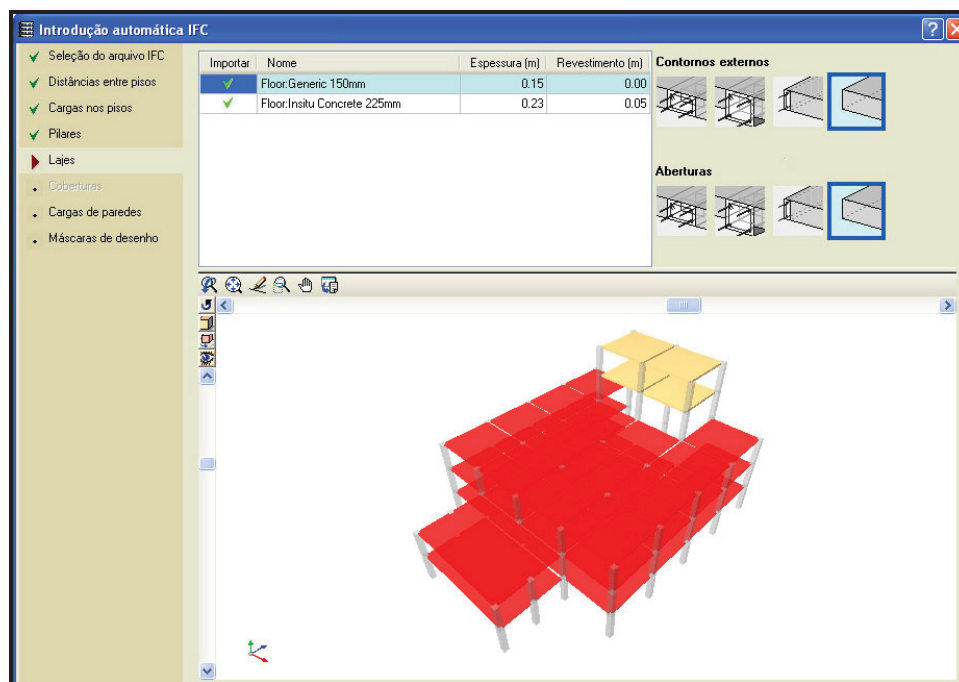 Introdução automática IFC
Seleção do arquivo IFC
Distâncias entre pisos
Cargas nos pisos
Pilares
Lajes
Coberturas
Cargas de paredes
Máscaras de desenho
Importar Nome Espessura (m) Revestimento (m)
Floor:Generic 150mm 0.15 0.00
Floor:Insitu Concrete 225mm 0.23 0.05
Contornos externos
Aberturas